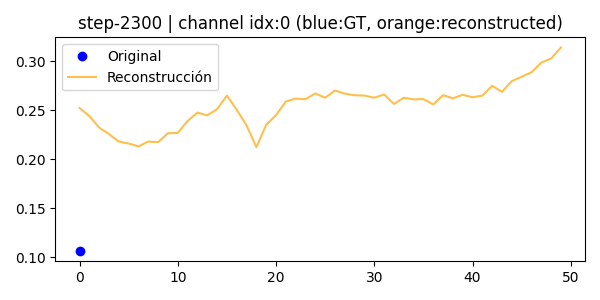 step-2300 | channel idx:0 (blue:GT, orange:reconstructed)
Original
Reconstrucción
0.30
0.25
0.20
0.15
0.10
0 10 20 30 40 50